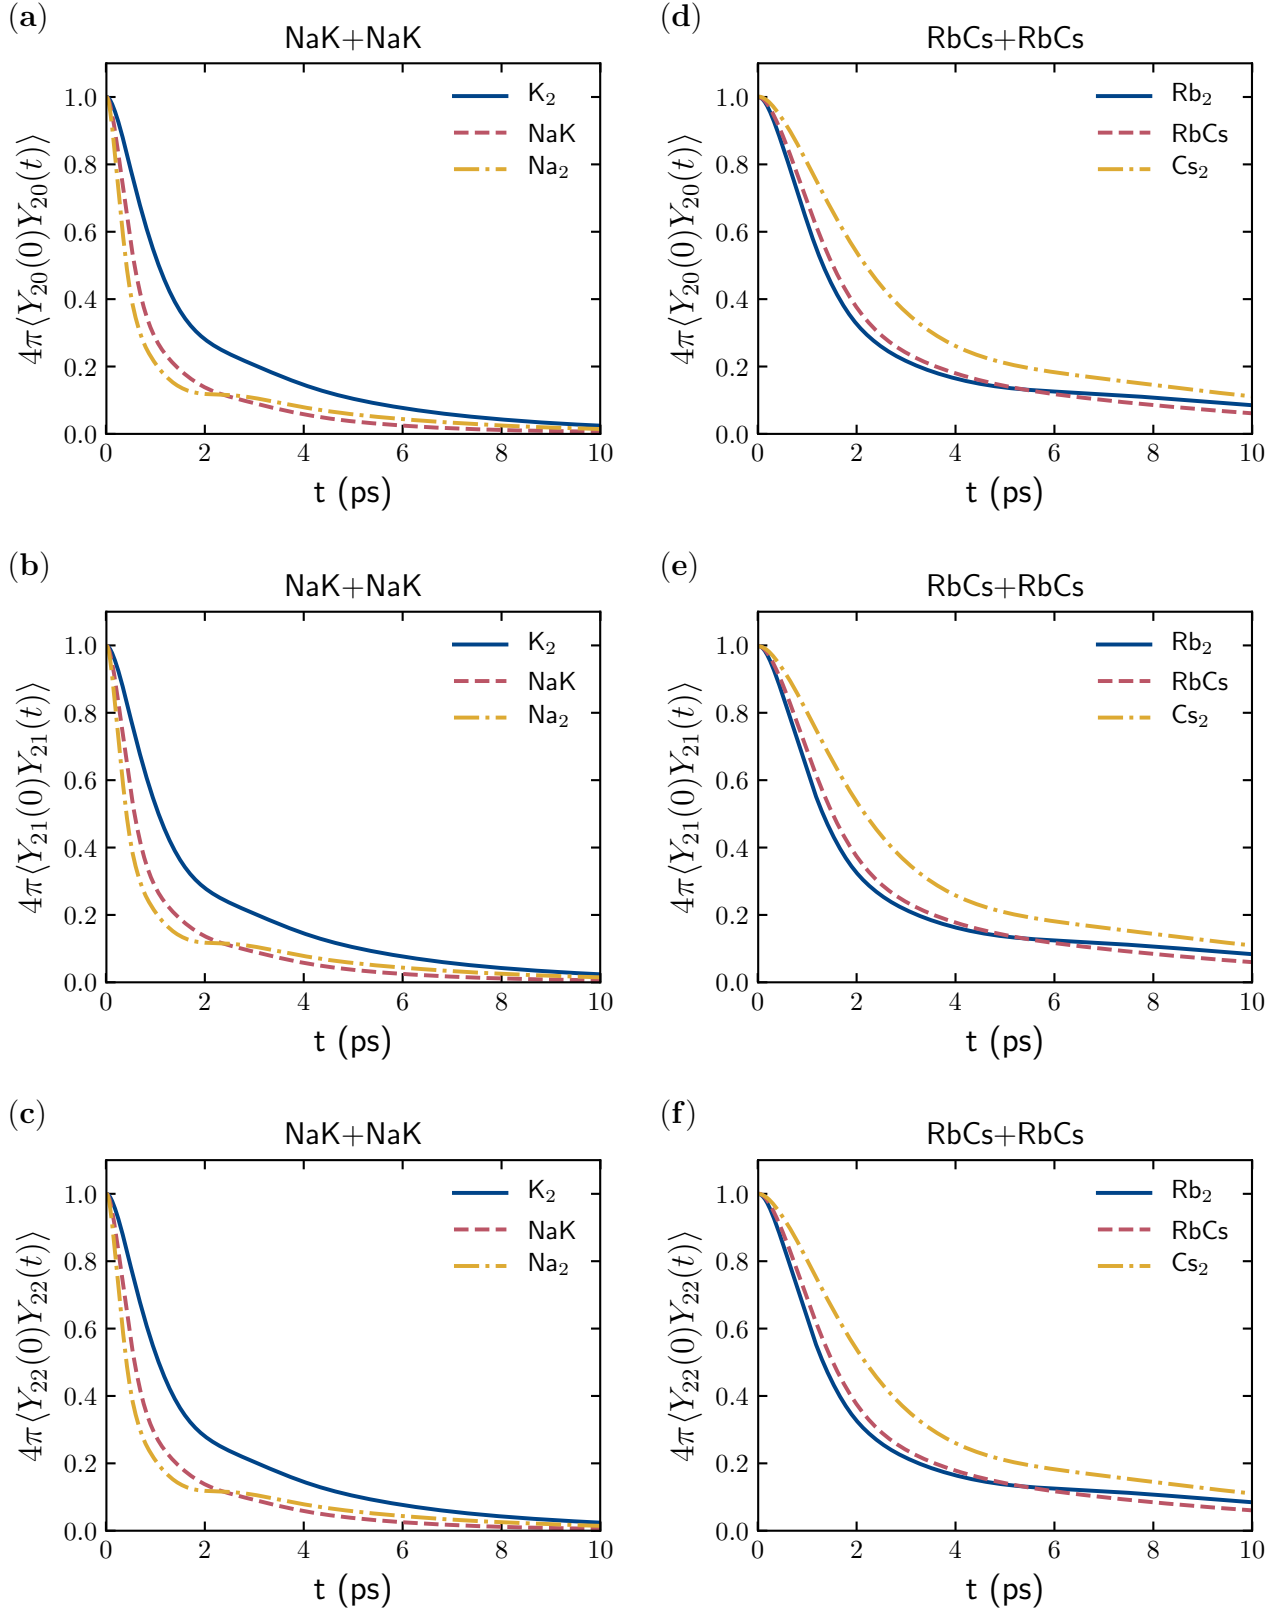 (a)
NaK+NaK
4π⟨Y₂₀(0)Y₂₀(t)⟩
1.0
0.8
0.6
0.4
0.2
0.0
K₂
NaK
Na₂
0 2 4 6 8 10
t (ps)
(d)
RbCs+RbCs
4π⟨Y₂₀(0)Y₂₀(t)⟩
1.0
0.8
0.6
0.4
0.2
0.0
Rb₂
RbCs
Cs₂
0 2 4 6 8 10
t (ps)
(b)
NaK+NaK
4π⟨Y₂₁(0)Y₂₁(t)⟩
1.0
0.8
0.6
0.4
0.2
0.0
K₂
NaK
Na₂
0 2 4 6 8 10
t (ps)
(e)
RbCs+RbCs
4π⟨Y₂₁(0)Y₂₁(t)⟩
1.0
0.8
0.6
0.4
0.2
0.0
Rb₂
RbCs
Cs₂
0 2 4 6 8 10
t (ps)
(c)
NaK+NaK
4π⟨Y₂₂(0)Y₂₂(t)⟩
1.0
0.8
0.6
0.4
0.2
0.0
K₂
NaK
Na₂
0 2 4 6 8 10
t (ps)
(f)
RbCs+RbCs
4π⟨Y₂₂(0)Y₂₂(t)⟩
1.0
0.8
0.6
0.4
0.2
0.0
Rb₂
RbCs
Cs₂
0 2 4 6 8 10
t (ps)